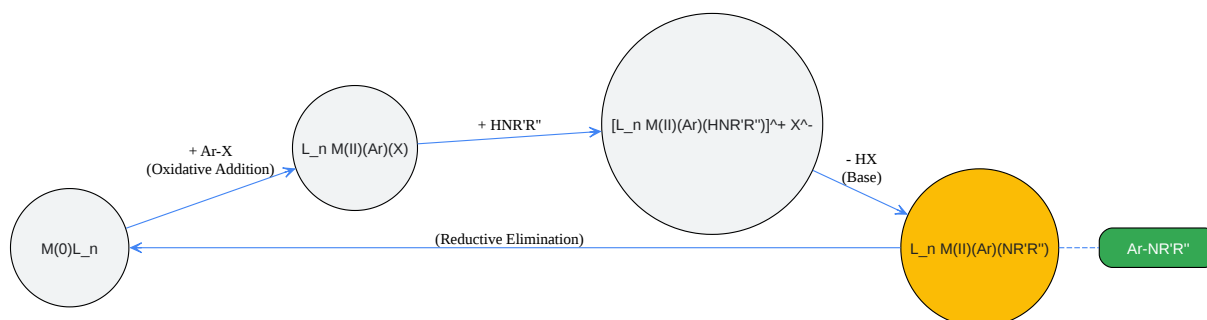 + HNR'R"
[L_n M(II)(Ar)(HNR'R")]^+ X^-
+ Ar-X
(Oxidative Addition)
L_n M(II)(Ar)(X)
- HX
(Base)
M(0)L_n
(Reductive Elimination)
L_n M(II)(Ar)(NR'R")
Ar-NR'R"